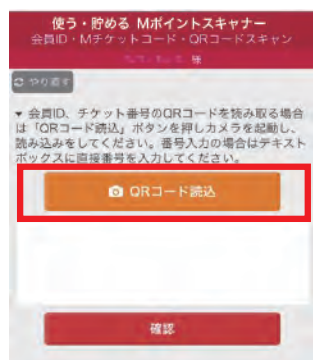 使う・貯める Mポイントスキャナー
会員ID・Mチケットコード・QRコードスキャン
様
やり直す
▼ 会員ID、チケット番号のQRコードを読み取る場合
は「QRコード読込」ボタンを押しカメラを起動し、
読み込みをしてください。番号入力の場合はテキスト
ボックスに直接番号を入力してください。
QRコード読込
確認